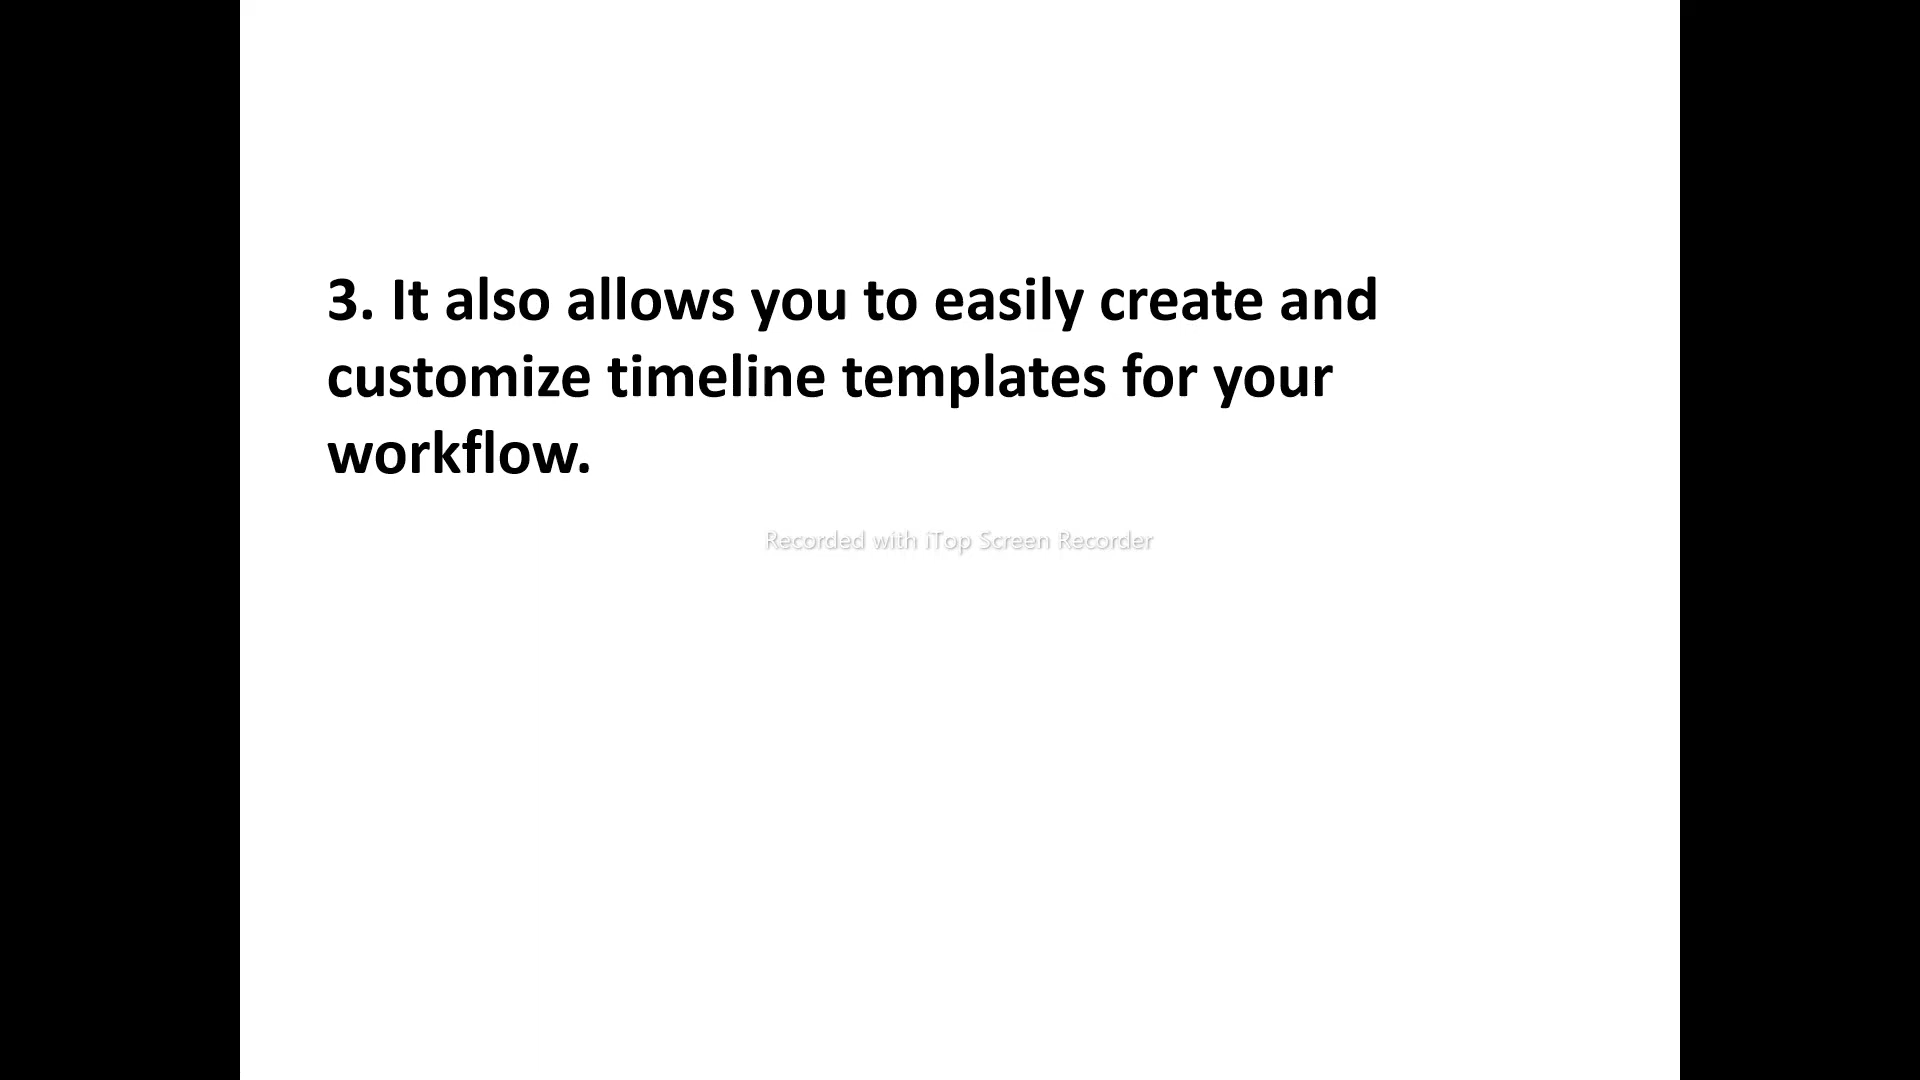 3. It also allows you to easily create and
customize timeline templates for your
workflow.
Recorded with iTop Screen Recorder